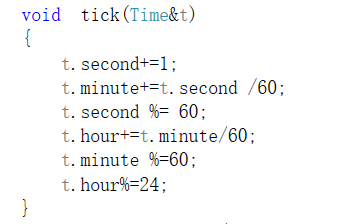 void  tick(Time&t)
{
    t.second+=1;
    t.minute+=t.second /60;
    t.second %= 60;
    t.hour+=t.minute/60;
    t.minute %=60;
    t.hour%=24;
}